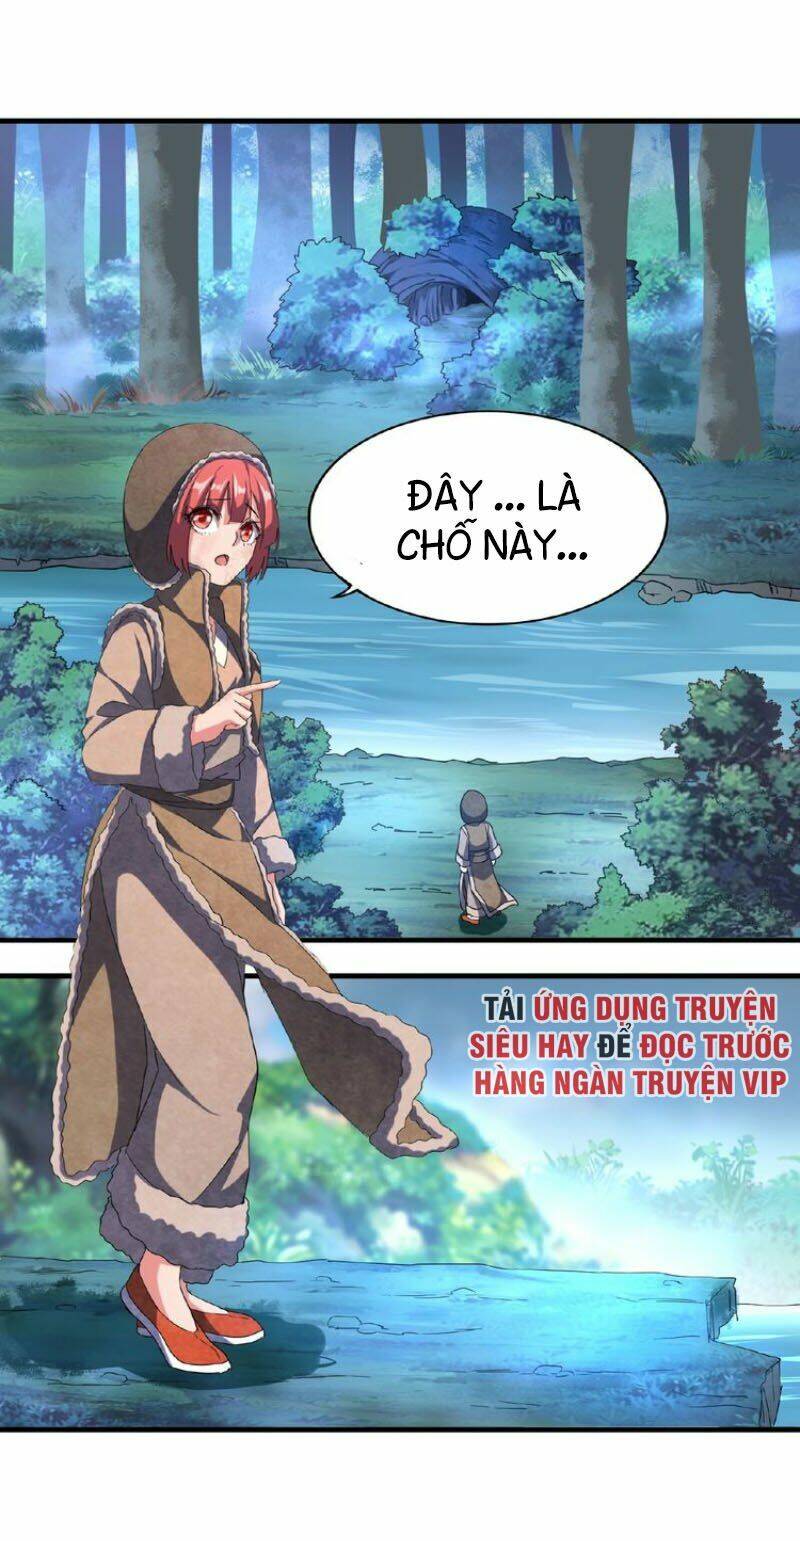 ĐÂY ... LÀ
CHỖ NÀY...
TẢI ỨNG DỤNG TRUYỆN
SIÊU HAY ĐỂ ĐỌC TRƯỚC
HÀNG NGÀN TRUYỆN VIP